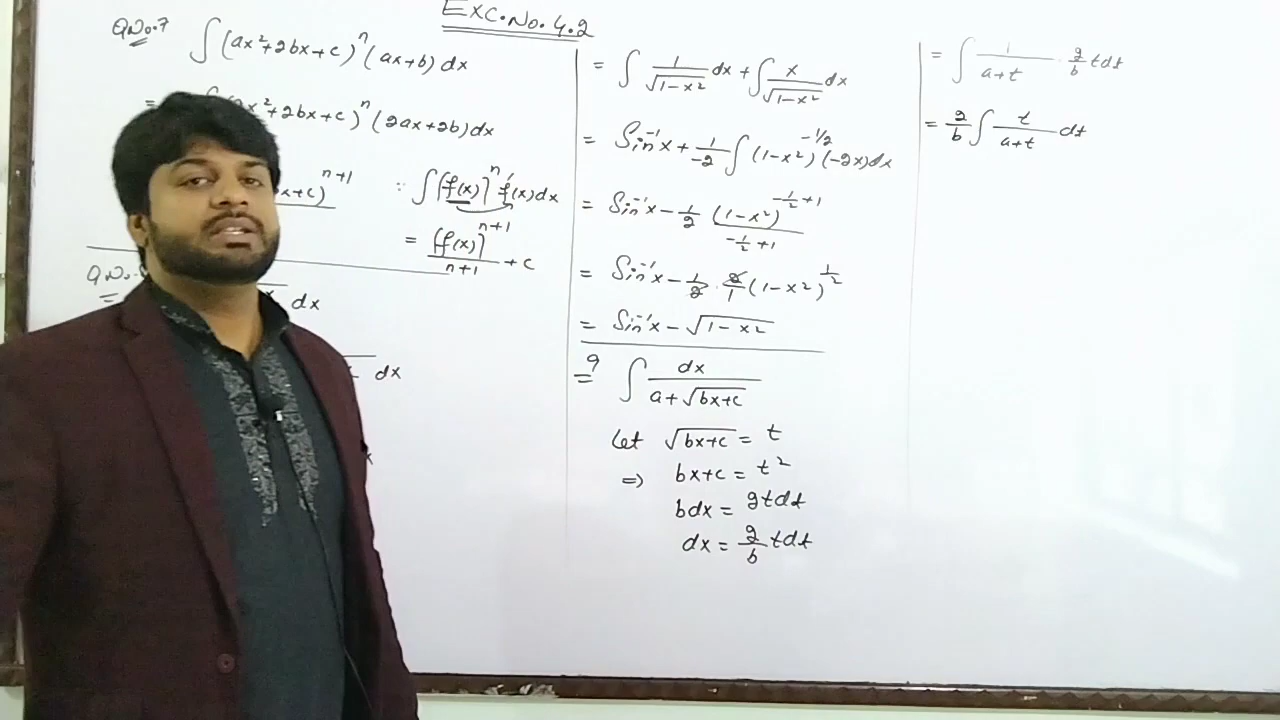 Exc.No.4.2
QNo.7 ∫(ax²+2bx+c)ⁿ(ax+b)dx
x²+2bx+c)ⁿ(2ax+2b)dx
x+c)ⁿ⁺¹ ∵ ∫[f(x)]ⁿ f'(x)dx
= [f(x)]ⁿ⁺¹/n+1 + c
QNo.
dx
dx
= ∫ 1/√(1-x²) dx + ∫ x/√(1-x²) dx
= Sin⁻¹x + 1/-2 ∫(1-x²)^(-1/2) (-2x)dx
= Sin⁻¹x - 1/2 (1-x²)^(-1/2+1)/(-1/2+1)
= Sin⁻¹x - 1/2 · 2/1 (1-x²)^(1/2)
= Sin⁻¹x - √(1-x²)
9 ∫ dx/(a+√(bx+c))
Let √(bx+c) = t
⇒ bx+c = t²
bdx = 2tdt
dx = 2/b tdt
= ∫ 1/(a+t) · 2/b tdt
= 2/b ∫ t/(a+t) dt